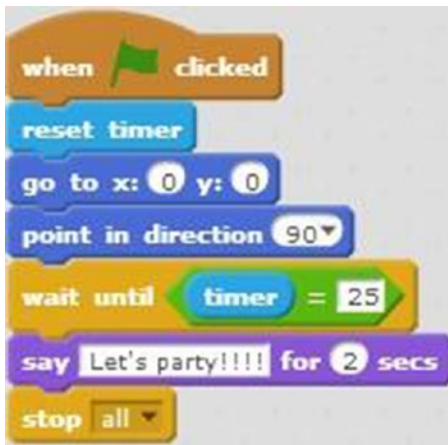 when clicked
reset timer
go to x: 0 y: 0
point in direction 90
wait until timer = 25
say Let's party!!!! for 2 secs
stop all